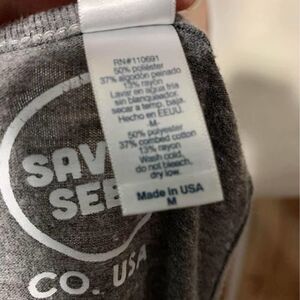 RN#110691
50% poliéster
37% algodón peinado
13% rayon
Lavar en agua fria
sin blanqueador,
secar a temp. baja.
Hecho en EEUU.
-M-
50% polyester
37% combed cotton
13% rayon
Wash cold,
do not bleach,
dry low.
Made in USA
M
SAV
SEE
CO. USA